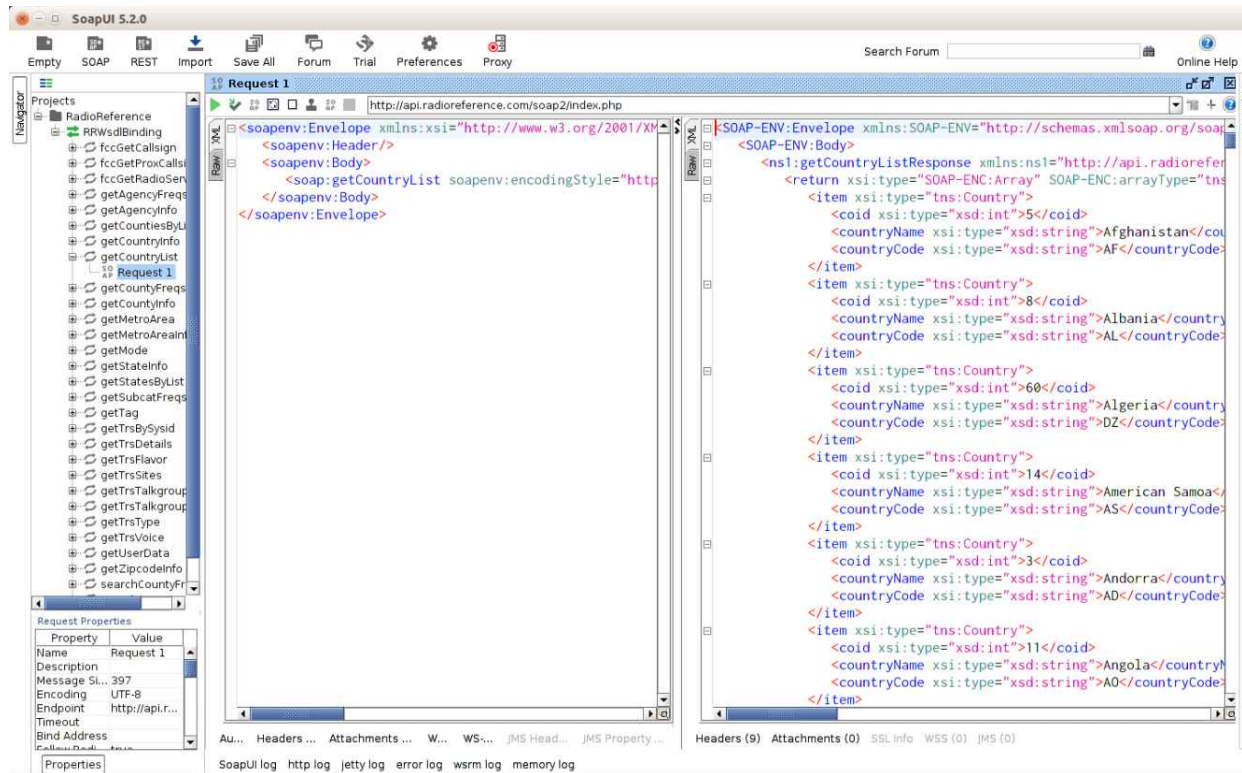 SoapUI 5.2.0
Empty SOAP REST Import Save All Forum Trial Preferences Proxy Search Forum Online Help
Navigator
Projects
RadioReference
RRWsdlBinding
fccGetCallsign
fccGetProxCallsi
fccGetRadioServ
getAgencyFreqs
getAgencyInfo
getCountiesByLi
getCountryInfo
getCountryList
SOAP Request 1
getCountyFreqs
getCountyInfo
getMetroArea
getMetroAreaInf
getMode
getStateInfo
getStatesByList
getSubcatFreqs
getTag
getTrsBySysid
getTrsDetails
getTrsFlavor
getTrsSites
getTrsTalkgroup
getTrsTalkgroup
getTrsType
getTrsVoice
getUserData
getZipcodeInfo
searchCountyFr
Request Properties
Property Value
Name Request 1
Description
Message Si... 397
Encoding UTF-8
Endpoint http://api.r...
Timeout
Bind Address
Properties
SOAP Request 1
http://api.radioreference.com/soap2/index.php
XML
Raw
<soapenv:Envelope xmlns:xsi="http://www.w3.org/2001/XM
<soapenv:Header/>
<soapenv:Body>
<soap:getCountryList soapenv:encodingStyle="http
</soapenv:Body>
</soapenv:Envelope>
Au... Headers ... Attachments ... W... WS-... JMS Head... JMS Property ...
XML
Raw
<SOAP-ENV:Envelope xmlns:SOAP-ENV="http://schemas.xmlsoap.org/soap
<SOAP-ENV:Body>
<ns1:getCountryListResponse xmlns:ns1="http://api.radiorefer
<return xsi:type="SOAP-ENC:Array" SOAP-ENC:arrayType="tns
<item xsi:type="tns:Country">
<coid xsi:type="xsd:int">5</coid>
<countryName xsi:type="xsd:string">Afghanistan</cou
<countryCode xsi:type="xsd:string">AF</countryCode>
</item>
<item xsi:type="tns:Country">
<coid xsi:type="xsd:int">8</coid>
<countryName xsi:type="xsd:string">Albania</country
<countryCode xsi:type="xsd:string">AL</countryCode>
</item>
<item xsi:type="tns:Country">
<coid xsi:type="xsd:int">60</coid>
<countryName xsi:type="xsd:string">Algeria</country
<countryCode xsi:type="xsd:string">DZ</countryCode>
</item>
<item xsi:type="tns:Country">
<coid xsi:type="xsd:int">14</coid>
<countryName xsi:type="xsd:string">American Samoa</
<countryCode xsi:type="xsd:string">AS</countryCode>
</item>
<item xsi:type="tns:Country">
<coid xsi:type="xsd:int">3</coid>
<countryName xsi:type="xsd:string">Andorra</country
<countryCode xsi:type="xsd:string">AD</countryCode>
</item>
<item xsi:type="tns:Country">
<coid xsi:type="xsd:int">11</coid>
<countryName xsi:type="xsd:string">Angola</countryN
<countryCode xsi:type="xsd:string">AO</countryCode>
</item>
Headers (9) Attachments (0) SSL Info WSS (0) JMS (0)
SoapUI log http log jetty log error log wsrm log memory log